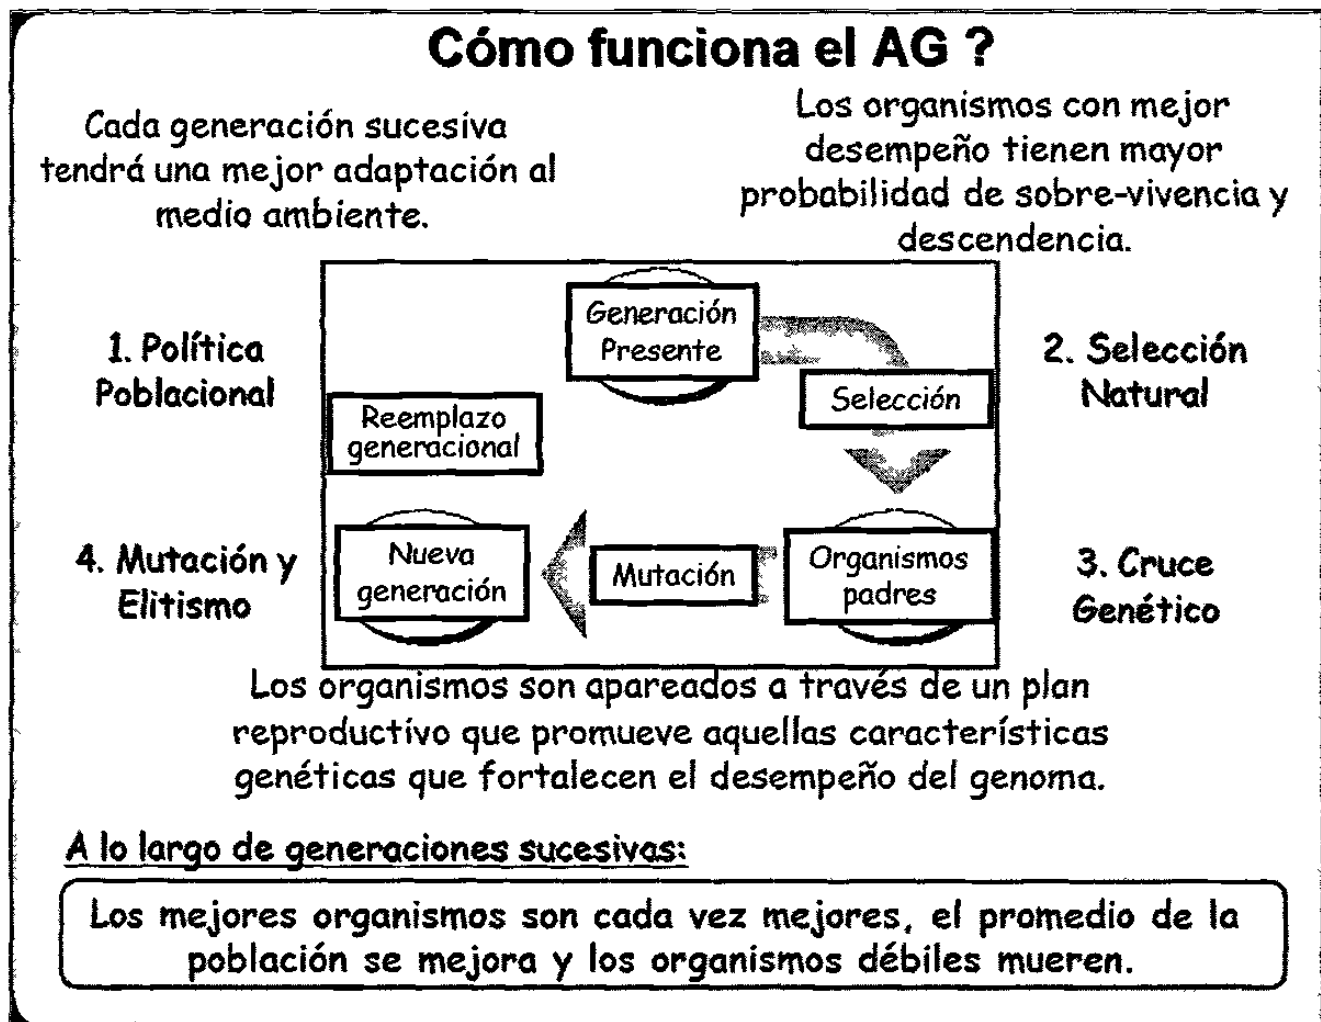 Cómo funciona el AG ?
Cada generación sucesiva
tendrá una mejor adaptación al
medio ambiente.
Los organismos con mejor
desempeño tienen mayor
probabilidad de sobre-vivencia y
descendencia.
1. Política
Poblacional
Generación
Presente
2. Selección
Natural
Selección
Reemplazo
generacional
4. Mutación y
Elitismo
Nueva
generación
Mutación
Organismos
padres
3. Cruce
Genético
Los organismos son apareados a través de un plan
reproductivo que promueve aquellas características
genéticas que fortalecen el desempeño del genoma.
A lo largo de generaciones sucesivas:
Los mejores organismos son cada vez mejores, el promedio de la
población se mejora y los organismos débiles mueren.